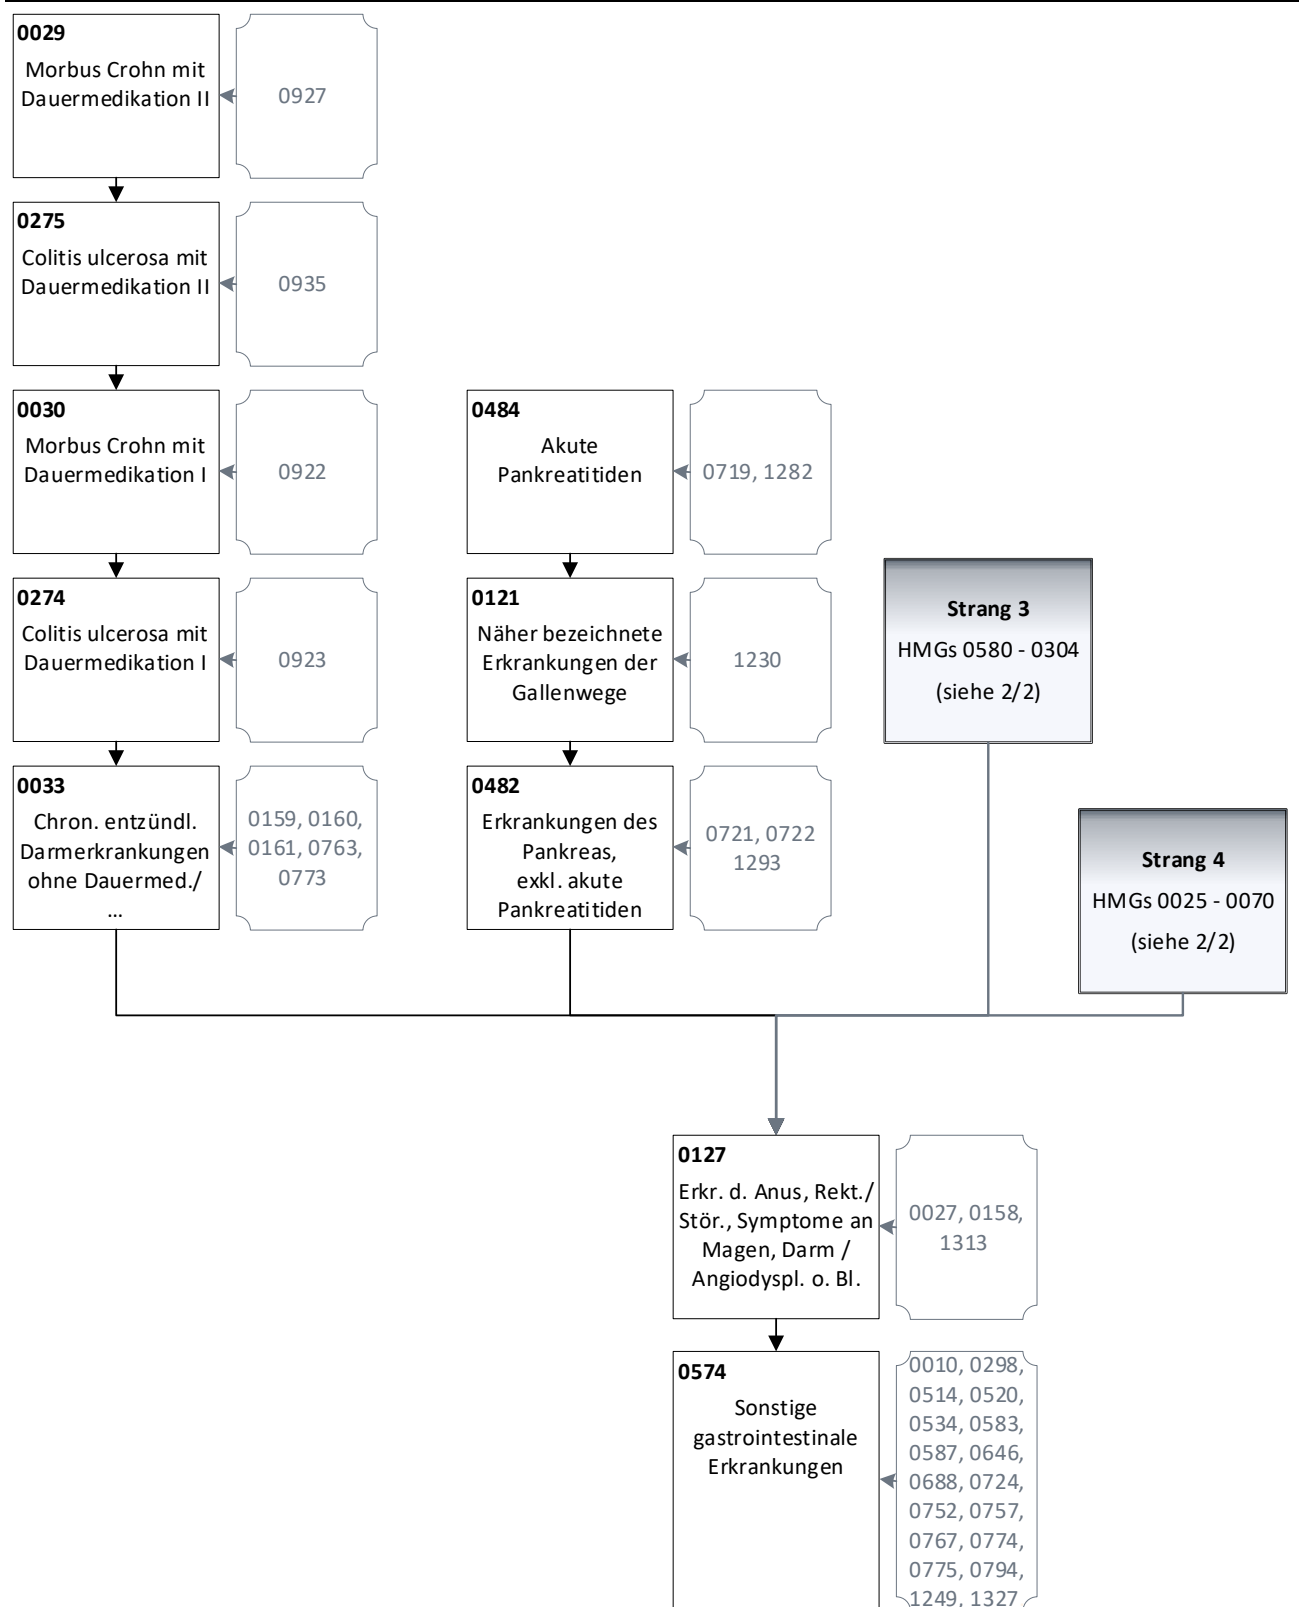 0029
Morbus Crohn mit
Dauermedikation II
0927
0275
Colitis ulcerosa mit
Dauermedikation II
0935
0030
Morbus Crohn mit
Dauermedikation I
0922
0484
Akute
Pankreatitiden
0719, 1282
0274
Colitis ulcerosa mit
Dauermedikation I
0923
0121
Näher bezeichnete
Erkrankungen der
Gallenwege
1230
Strang 3
HMGs 0580 - 0304
(siehe 2/2)
0033
Chron. entzündl.
Darmerkrankungen
ohne Dauermed./
...
0159, 0160,
0161, 0763,
0773
0482
Erkrankungen des
Pankreas,
exkl. akute
Pankreatitiden
0721, 0722
1293
Strang 4
HMGs 0025 - 0070
(siehe 2/2)
0127
Erkr. d. Anus, Rekt./
Stör., Symptome an
Magen, Darm /
Angiodyspl. o. Bl.
0027, 0158,
1313
0574
Sonstige
gastrointestinale
Erkrankungen
0010, 0298,
0514, 0520,
0534, 0583,
0587, 0646,
0688, 0724,
0752, 0757,
0767, 0774,
0775, 0794,
1249, 1327